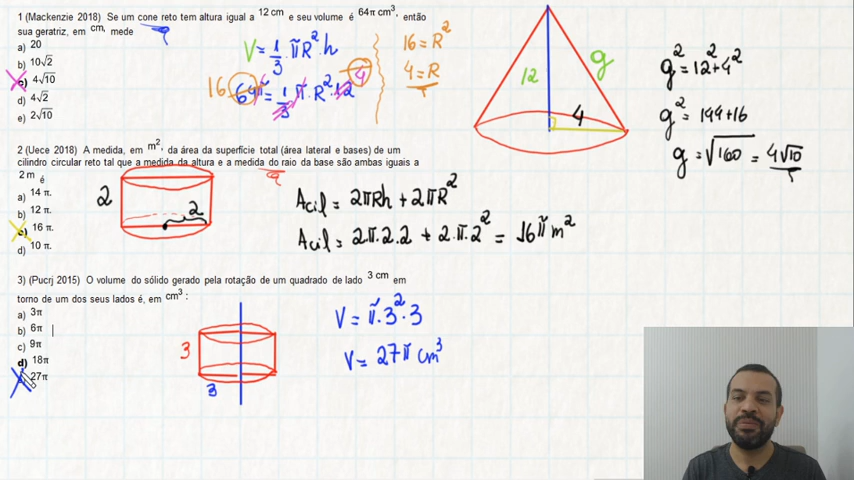 1 (Mackenzie 2018) Se um cone reto tem altura igual a 12 cm e seu volume é 64π cm³, então
sua geratriz, em cm, mede
a) 20
b) 10√2
c) 4√10
d) 4√2
e) 2√10
V = 1/3 πR²h
16 64π = 1/3 π·R²·12 4
16 = R²
4 = R
12
g
4
g² = 12² + 4²
g² = 144 + 16
g = √160 = 4√10
2 (Uece 2018) A medida, em m², da área da superfície total (área lateral e bases) de um
cilindro circular reto tal que a medida da altura e a medida do raio da base são ambas iguais a
2 m é
a) 14 π.
b) 12 π.
c) 16 π.
d) 10 π.
2
2
Acil = 2πRh + 2πR²
Acil = 2.π.2.2 + 2.π.2² = 16π m²
3) (Pucrj 2015) O volume do sólido gerado pela rotação de um quadrado de lado 3 cm em
torno de um dos seus lados é, em cm³:
a) 3π
b) 6π
c) 9π
d) 18π
27π
3
3
V = π.3².3
V = 27π cm³